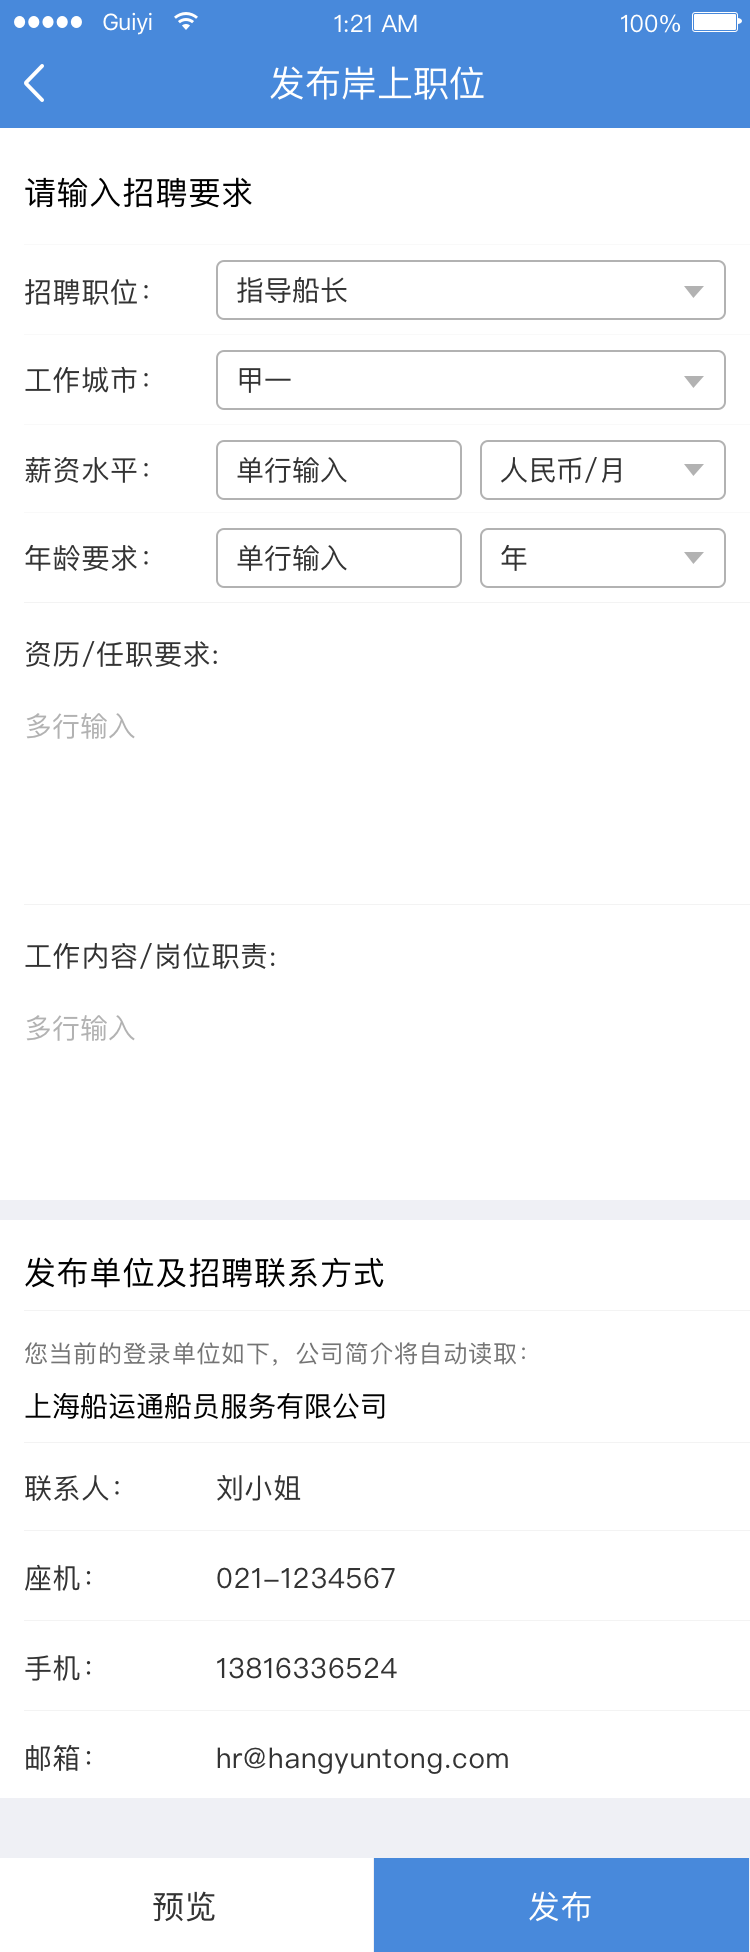 Guiyi 1:21 AM 100%
发布岸上职位
请输入招聘要求
招聘职位： 指导船长
工作城市： 甲一
薪资水平： 单行输入 人民币/月
年龄要求： 单行输入 年
资历/任职要求:
多行输入
工作内容/岗位职责:
多行输入
发布单位及招聘联系方式
您当前的登录单位如下，公司简介将自动读取：
上海船运通船员服务有限公司
联系人： 刘小姐
座机： 021-1234567
手机： 13816336524
邮箱： hr@hangyuntong.com
预览 发布